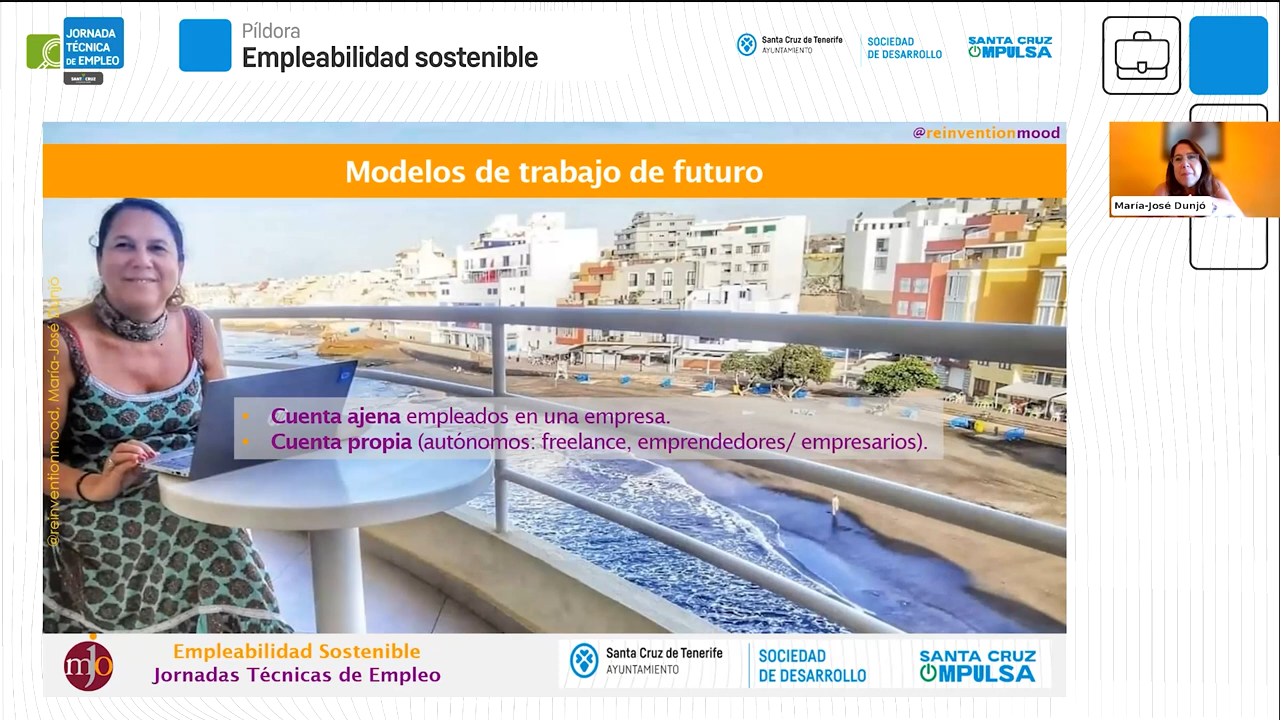 JORNADA
TÉCNICA
DE EMPLEO
SANTA CRUZ
Píldora
Empleabilidad sostenible
Santa Cruz de Tenerife
AYUNTAMIENTO
SOCIEDAD
DE DESARROLLO
SANTA CRUZ
OMPULSA
@reinventionmood
Modelos de trabajo de futuro
María-José Dunjó
@reinventionmood, María-José Dunjó
• Cuenta ajena empleados en una empresa.
• Cuenta propia (autónomos: freelance, emprendedores/ empresarios).
mjo
Empleabilidad Sostenible
Jornadas Técnicas de Empleo
Santa Cruz de Tenerife
AYUNTAMIENTO
SOCIEDAD
DE DESARROLLO
SANTA CRUZ
OMPULSA